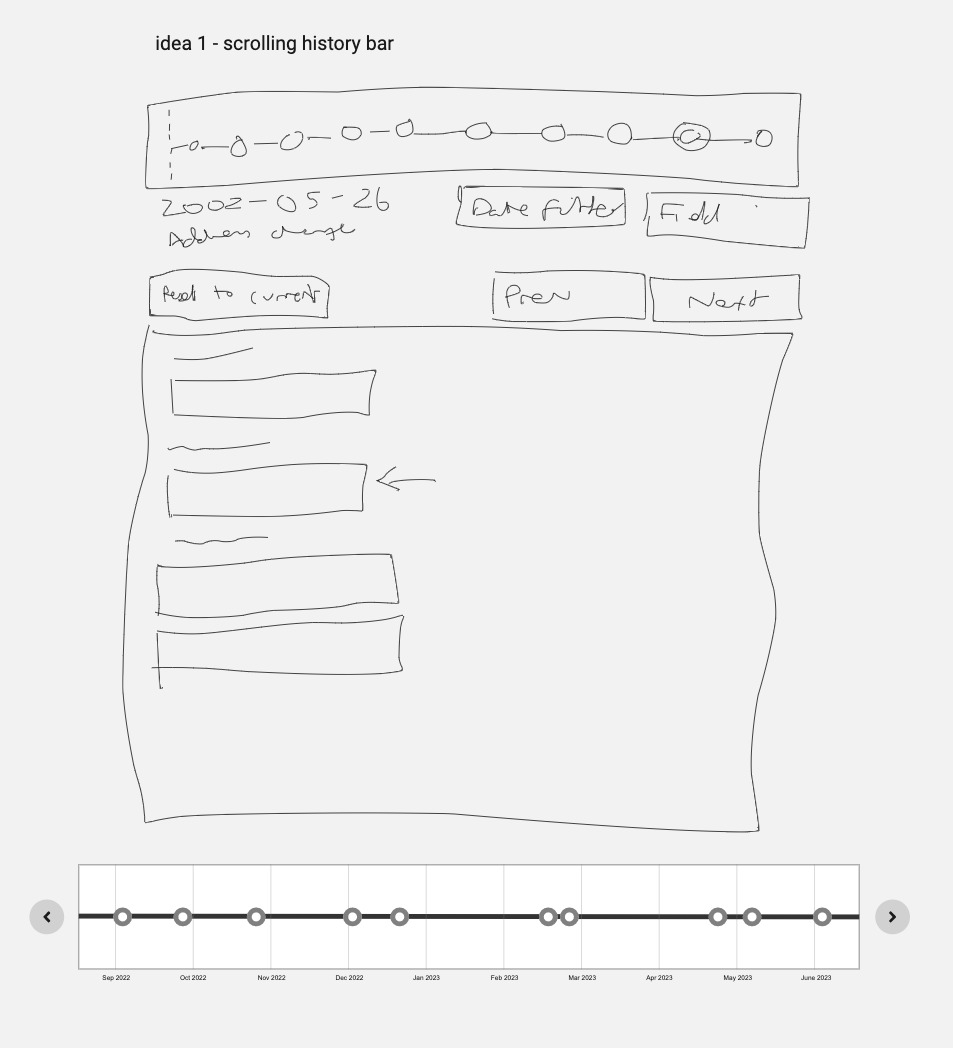 idea 1 - scrolling history bar
2002-05-26
Date filter
Field
Address change
Reset to current
Prev
Next
Sep 2022
Oct 2022
Nov 2022
Dec 2022
Jan 2023
Feb 2023
Mar 2023
Apr 2023
May 2023
June 2023